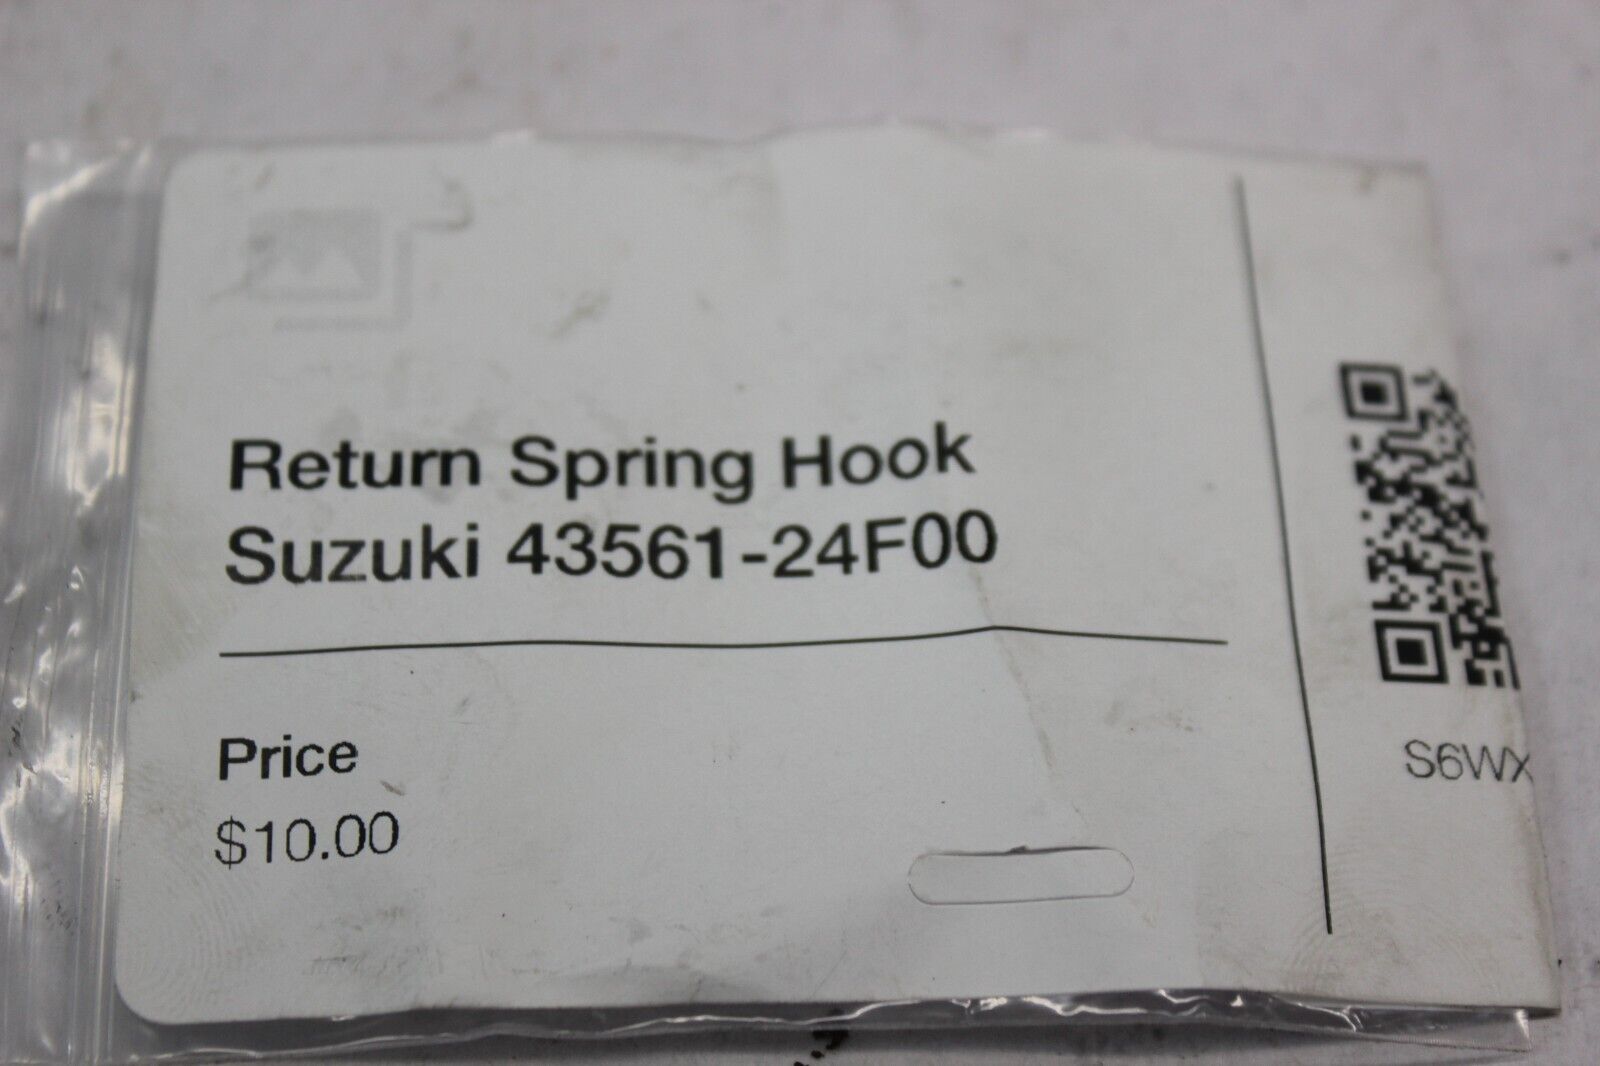 Return Spring Hook
Suzuki 43561-24F00
Price
$10.00
S6WX